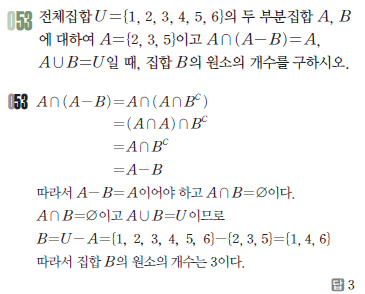 053 전체집합 U={1, 2, 3, 4, 5, 6}의 두 부분집합 A, B
에 대하여 A={2, 3, 5}이고 A∩(A−B)=A,
A∪B=U일 때, 집합 B의 원소의 개수를 구하시오.
053 A∩(A−B)=A∩(A∩Bᶜ)
=(A∩A)∩Bᶜ
=A∩Bᶜ
=A−B
따라서 A−B=A이어야 하고 A∩B=∅이다.
A∩B=∅이고 A∪B=U이므로
B=U−A={1, 2, 3, 4, 5, 6}−{2, 3, 5}={1, 4, 6}
따라서 집합 B의 원소의 개수는 3이다.
답 3